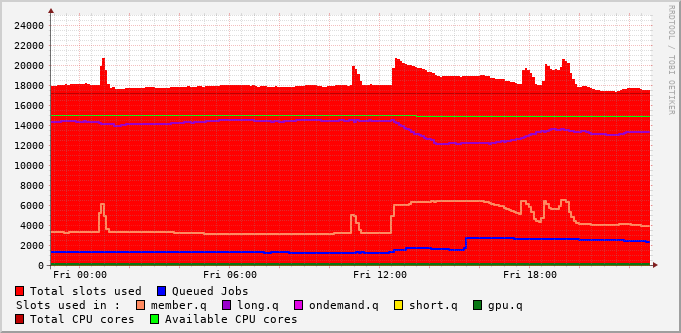 24000
22000
20000
18000
16000
14000
12000
10000
8000
6000
4000
2000
0
Fri 00:00 Fri 06:00 Fri 12:00 Fri 18:00
RRDTOOL / TOBI OETIKER
Total slots used Queued Jobs
Slots used in : member.q long.q ondemand.q short.q gpu.q
Total CPU cores Available CPU cores